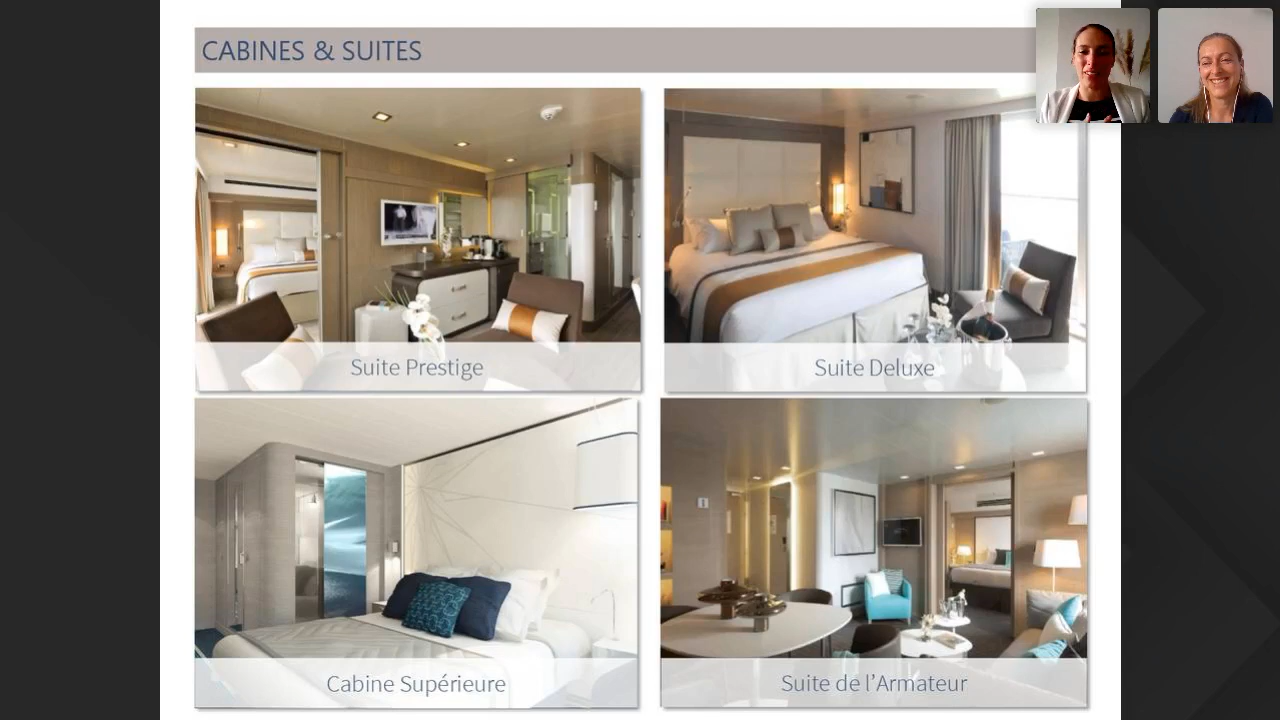 CABINES & SUITES
Suite Prestige
Suite Deluxe
Cabine Supérieure
Suite de l’Armateur